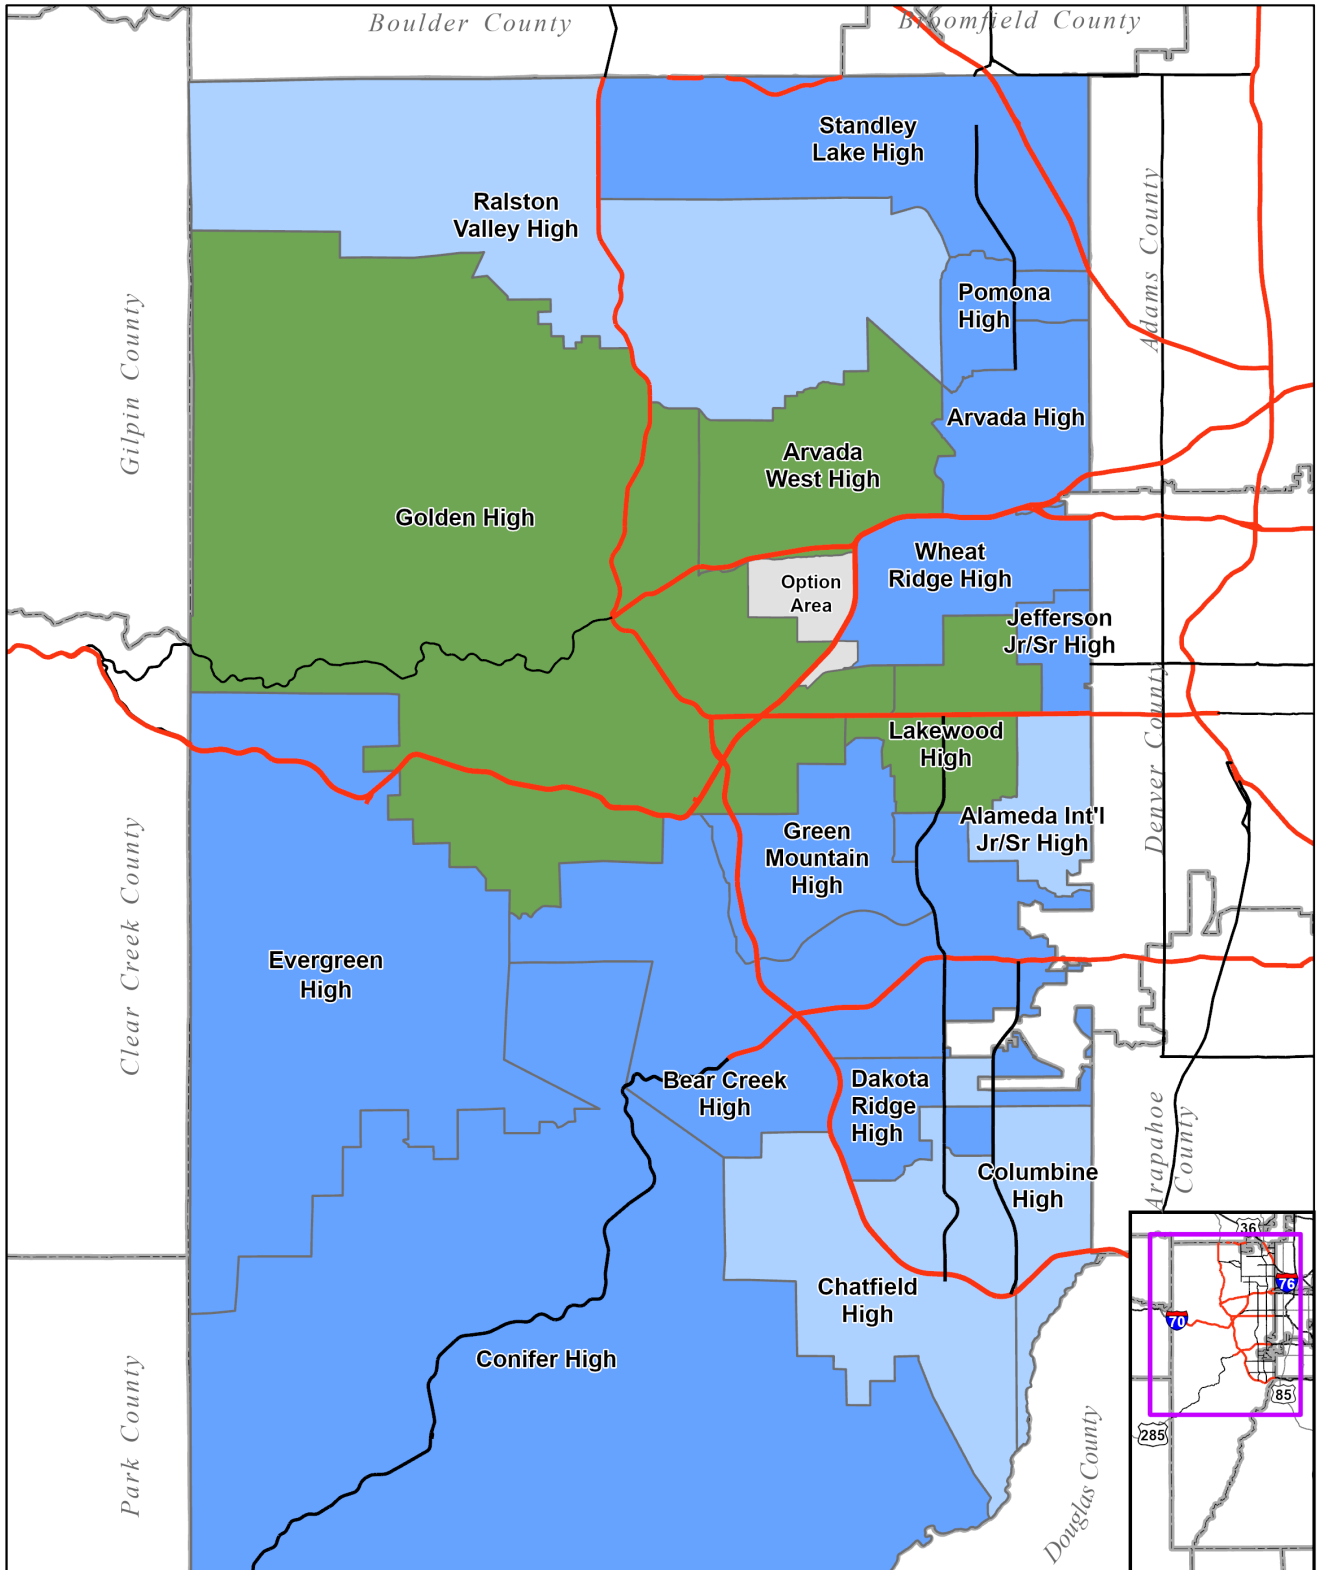 Boulder County
Broomfield County
Standley
Lake High
Ralston
Valley High
Adams County
Pomona
High
Gilpin County
Arvada High
Arvada
West High
Golden High
Wheat
Ridge High
Option
Area
Jefferson
Jr/Sr High
Denver County
Lakewood
High
Alameda Int'l
Jr/Sr High
Green
Mountain
High
Clear Creek County
Evergreen
High
Bear Creek
High
Dakota
Ridge
High
Arapahoe
County
Columbine
High
Chatfield
High
Conifer High
Park County
Douglas County
36
76
70
85
285